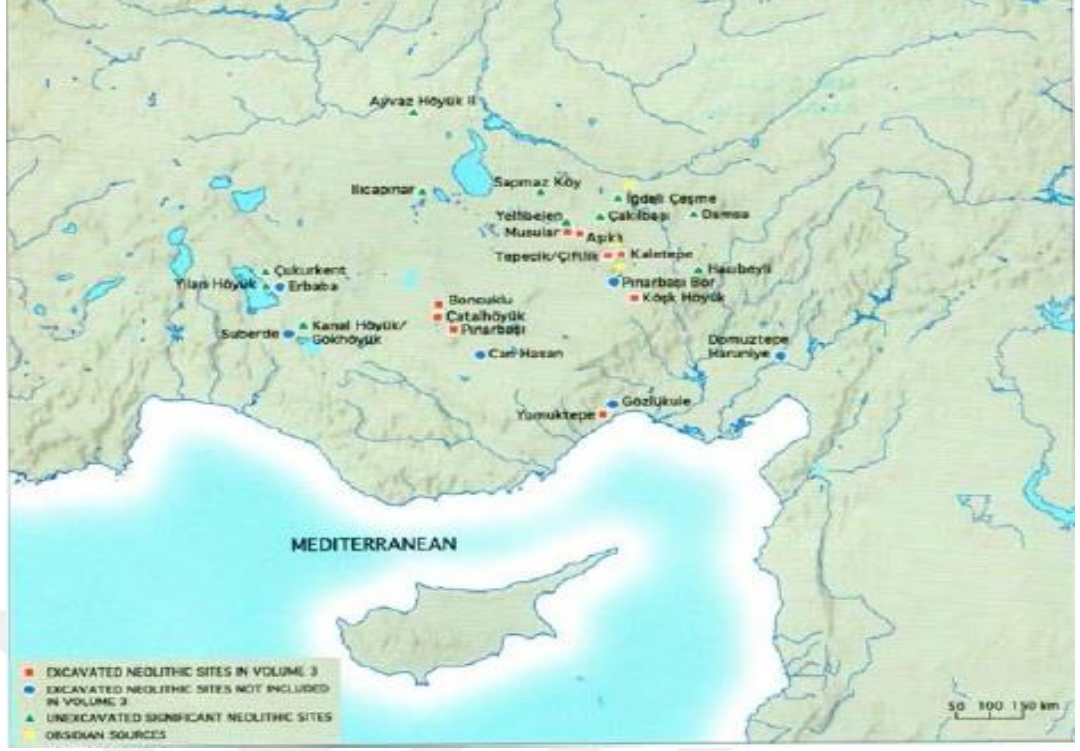 Ayvaz Höyük II
Ilıcapınar
Sapmaz Köy
İğdeli Çeşme
Yellibelen
Çakılbaşı
Damsa
Musular
Aşıklı
Tepecik/Çiftlik
Kaletepe
Çukurkent
Hacıbeyli
Yılan Höyük
Erbaba
Pınarbaşı Bor
Köşk Höyük
Boncuklu
Çatalhöyük
Pınarbaşı
Suberde
Kanal Höyük/
Gökhöyük
Can Hasan
Domuztepe
Haruniye
Gözlükule
Yumuktepe
MEDITERRANEAN
EXCAVATED NEOLITHIC SITES IN VOLUME 3
EXCAVATED NEOLITHIC SITES NOT INCLUDED
IN VOLUME 3
UNEXCAVATED SIGNIFICANT NEOLITHIC SITES
OBSIDIAN SOURCES
50 100 150 km